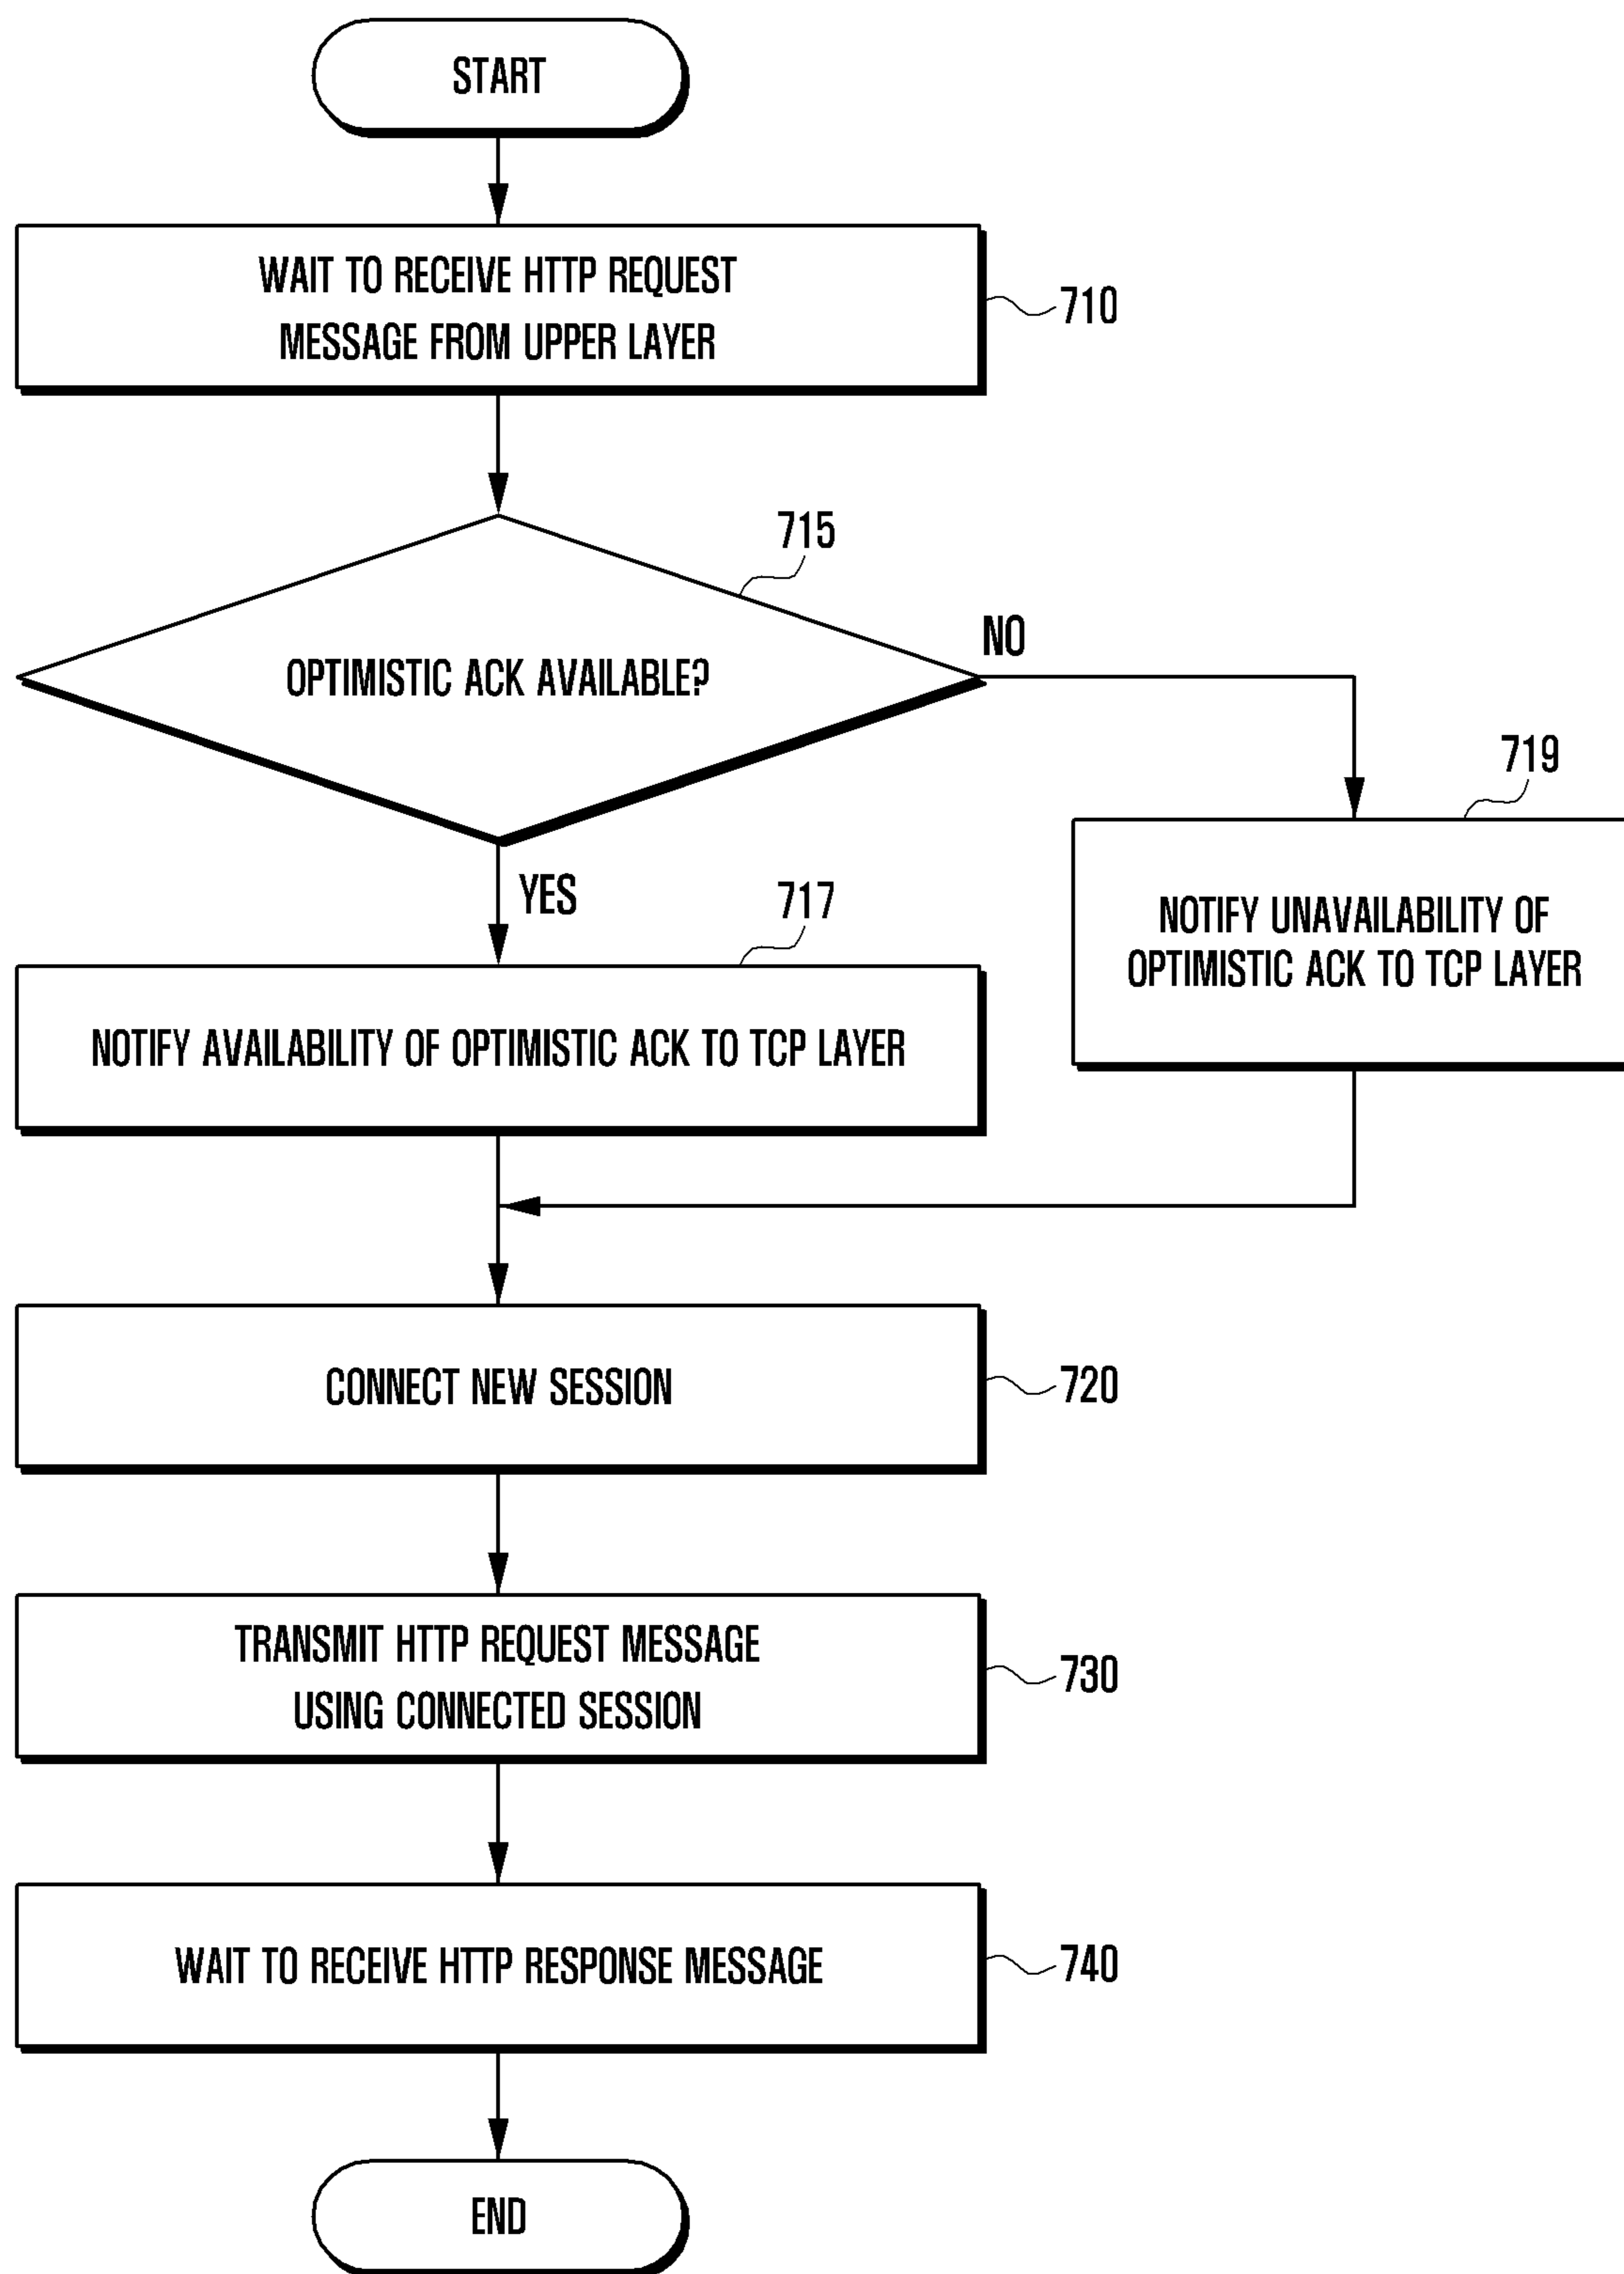 START
WAIT TO RECEIVE HTTP REQUEST
MESSAGE FROM UPPER LAYER
710
715
OPTIMISTIC ACK AVAILABLE?
NO
YES
719
NOTIFY UNAVAILABILITY OF
OPTIMISTIC ACK TO TCP LAYER
717
NOTIFY AVAILABILITY OF OPTIMISTIC ACK TO TCP LAYER
CONNECT NEW SESSION
720
TRANSMIT HTTP REQUEST MESSAGE
USING CONNECTED SESSION
730
WAIT TO RECEIVE HTTP RESPONSE MESSAGE
740
END